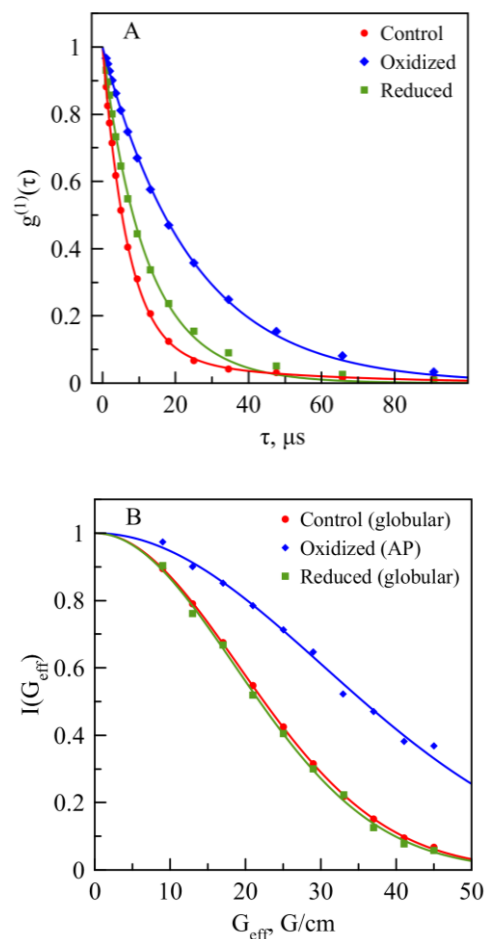 A
Control
Oxidized
Reduced
1
0.8
0.6
0.4
0.2
0
g(1)(τ)
0 20 40 60 80
τ, μs
B
Control (globular)
Oxidized (AP)
Reduced (globular)
1
0.8
0.6
0.4
0.2
0
I(Geff)
0 10 20 30 40 50
Geff, G/cm